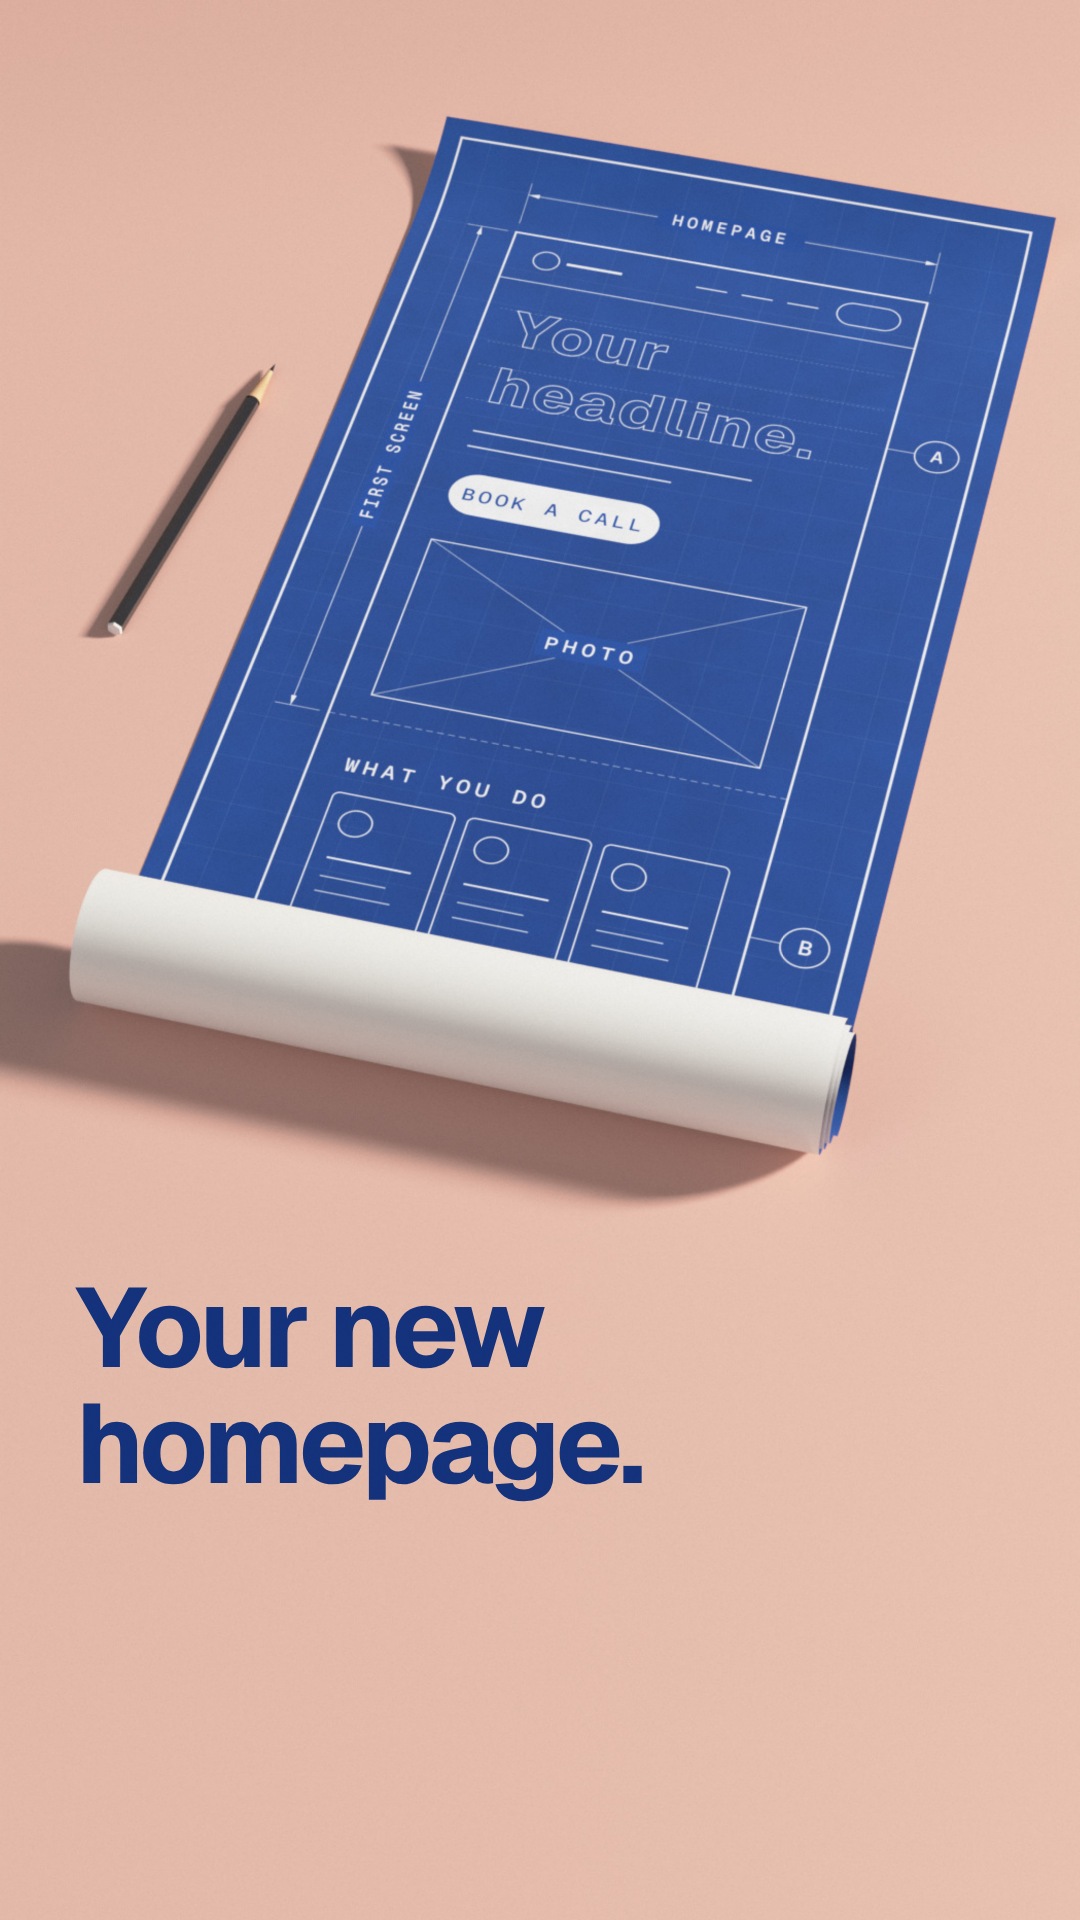 HOMEPAGE
Your
headline.
FIRST SCREEN
A
BOOK A CALL
PHOTO
WHAT YOU DO
B
Your new
homepage.